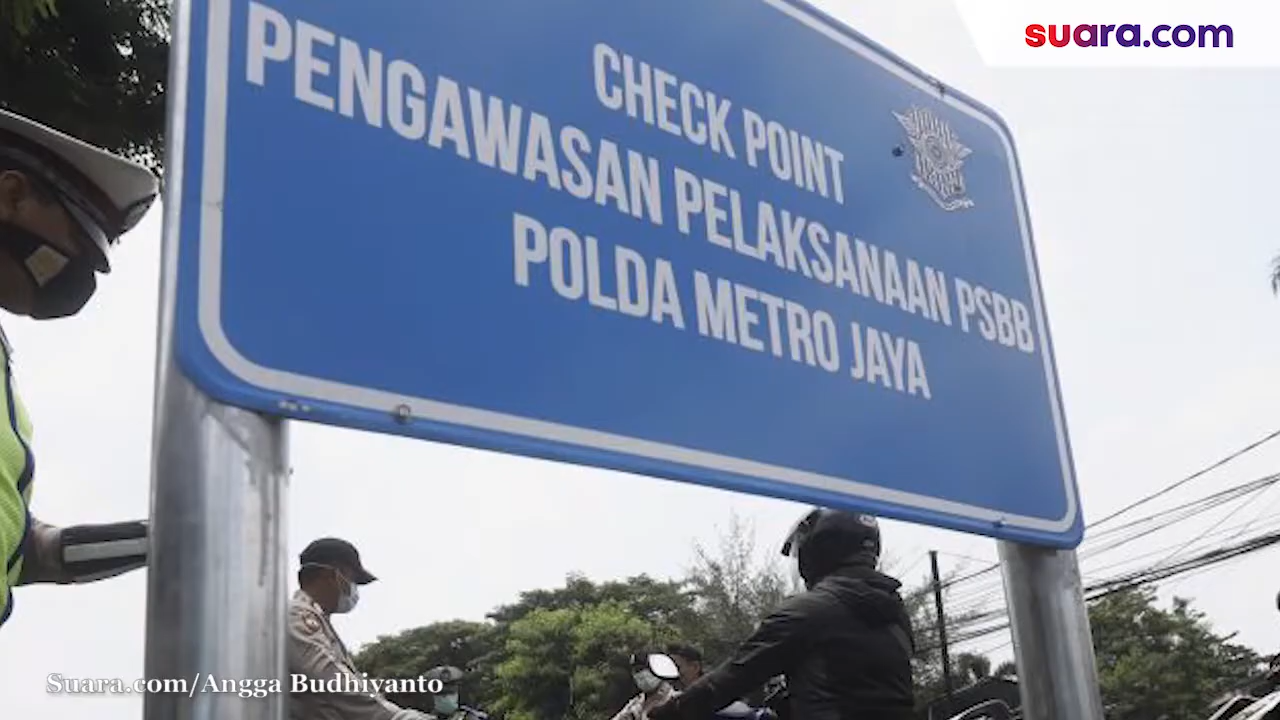 suara.com
CHECK POINT
PENGAWASAN PELAKSANAAN PSBB
POLDA METRO JAYA
Suara.com/Angga Budhiyanto